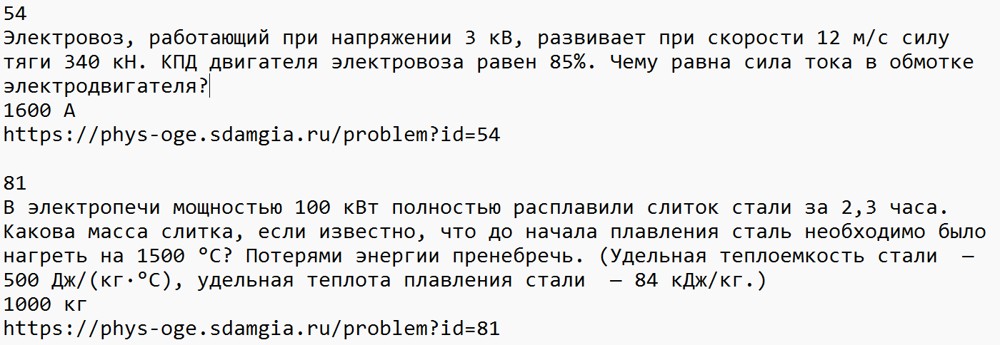 54
Электровоз, работающий при напряжении 3 кВ, развивает при скорости 12 м/с силу
тяги 340 кН. КПД двигателя электровоза равен 85%. Чему равна сила тока в обмотке
электродвигателя?
1600 А
https://phys-oge.sdamgia.ru/problem?id=54
81
В электропечи мощностью 100 кВт полностью расплавили слиток стали за 2,3 часа.
Какова масса слитка, если известно, что до начала плавления сталь необходимо было
нагреть на 1500 °С? Потерями энергии пренебречь. (Удельная теплоемкость стали  —
500 Дж/(кг·°С), удельная теплота плавления стали  — 84 кДж/кг.)
1000 кг
https://phys-oge.sdamgia.ru/problem?id=81